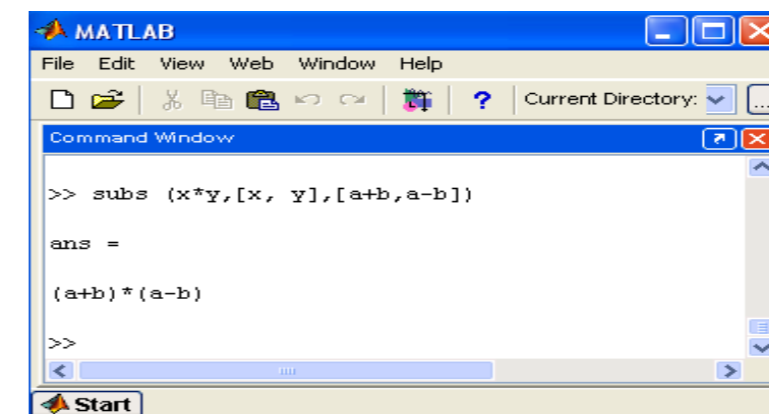 MATLAB
File Edit View Web Window Help
? Current Directory: ...
Command Window
>> subs (x*y,[x, y],[a+b,a-b])
ans =
(a+b)*(a-b)
>>
Start